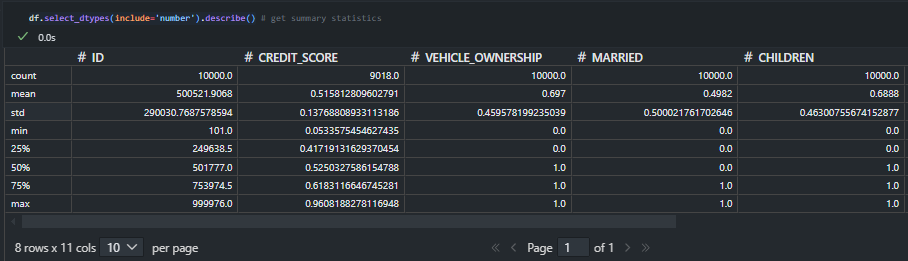 df.select_dtypes(include='number').describe() # get summary statistics
0.0s
# ID # CREDIT_SCORE # VEHICLE_OWNERSHIP # MARRIED # CHILDREN
count 10000.0 9018.0 10000.0 10000.0 10000.0
mean 500521.9068 0.515812809602791 0.697 0.4982 0.6888
std 290030.7687578594 0.13768808933113186 0.459578199235039 0.500021761702646 0.46300755674152877
min 101.0 0.0533575454627435 0.0 0.0 0.0
25% 249638.5 0.41719131629370454 0.0 0.0 0.0
50% 501777.0 0.5250327586154788 1.0 0.0 1.0
75% 753974.5 0.6183116646745281 1.0 1.0 1.0
max 999976.0 0.9608188278116948 1.0 1.0 1.0
8 rows x 11 cols 10 per page « < Page 1 of 1 > »